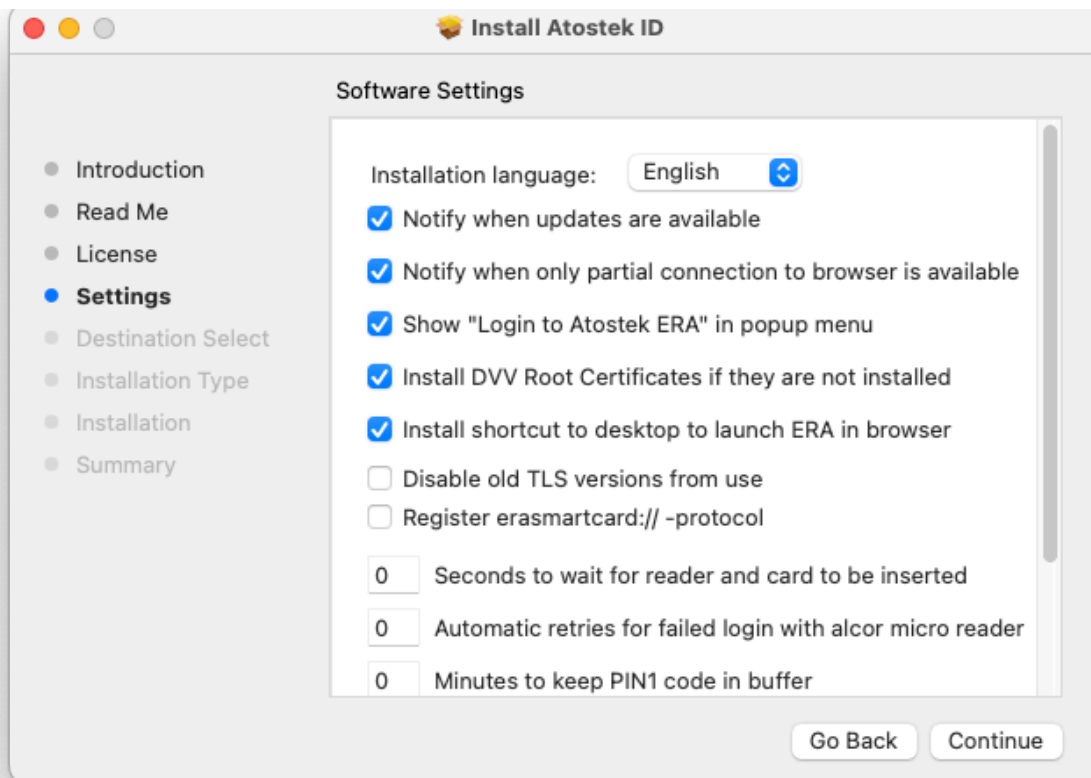 Install Atostek ID
Software Settings
Introduction
Read Me
License
Settings
Destination Select
Installation Type
Installation
Summary
Installation language: English
Notify when updates are available
Notify when only partial connection to browser is available
Show "Login to Atostek ERA" in popup menu
Install DVV Root Certificates if they are not installed
Install shortcut to desktop to launch ERA in browser
Disable old TLS versions from use
Register erasmartcard:// -protocol
0 Seconds to wait for reader and card to be inserted
0 Automatic retries for failed login with alcor micro reader
0 Minutes to keep PIN1 code in buffer
Go Back Continue